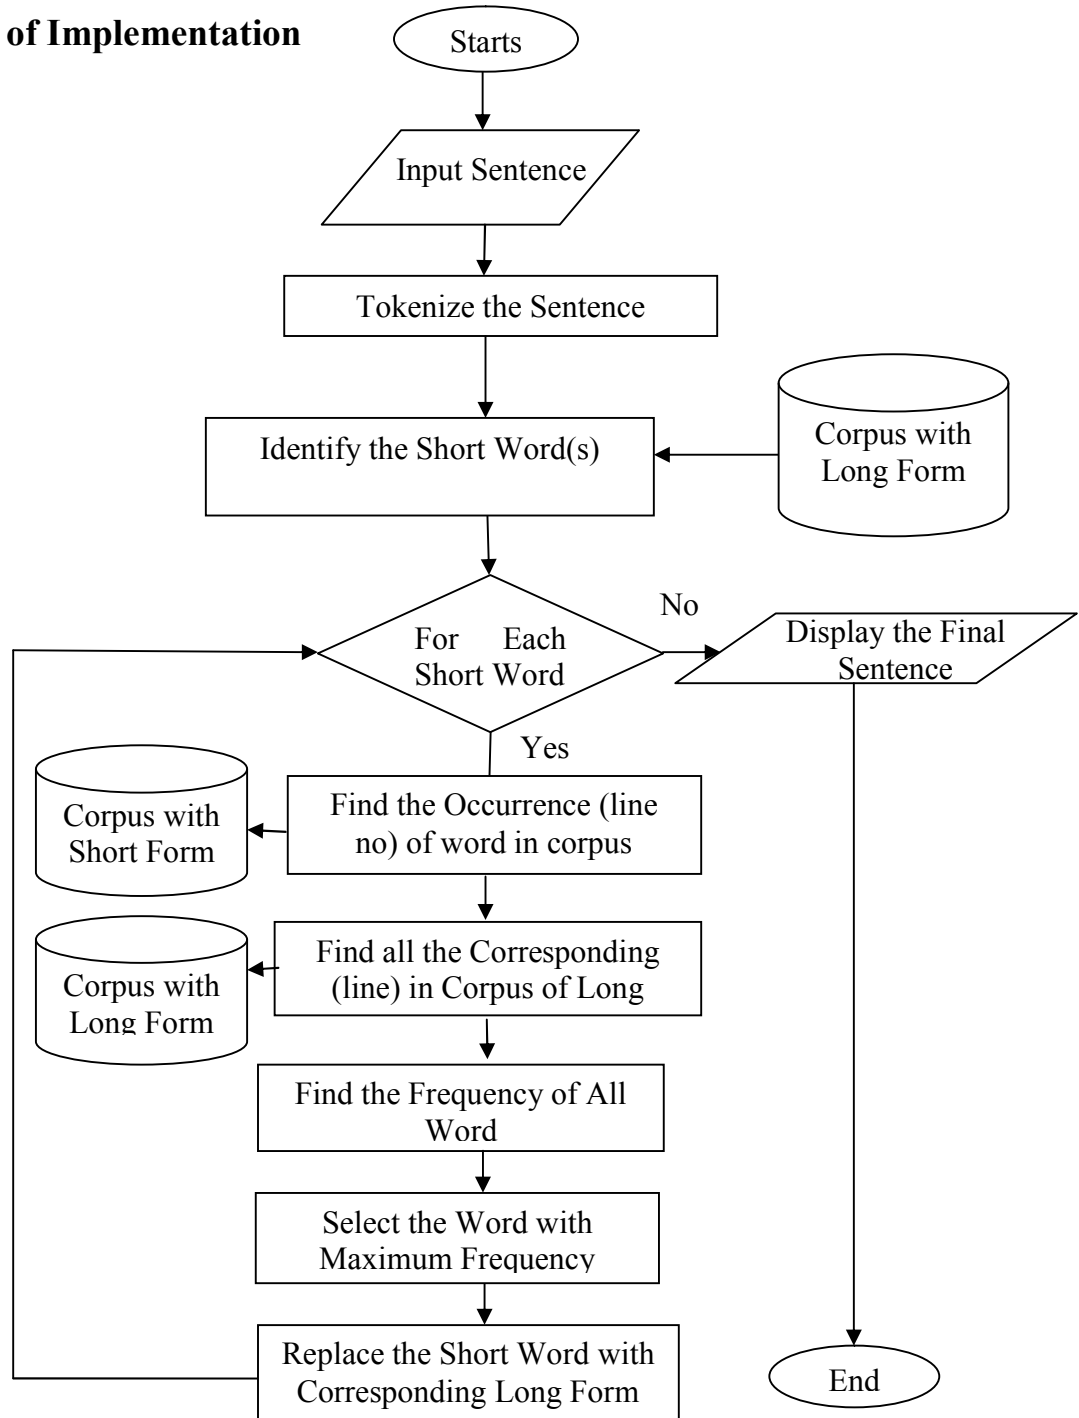 of Implementation
Starts
Input Sentence
Tokenize the Sentence
Identify the Short Word(s)
Corpus with
Long Form
For Each
Short Word
No
Display the Final
Sentence
Yes
Find the Occurrence (line
no) of word in corpus
Corpus with
Short Form
Find all the Corresponding
(line) in Corpus of Long
Corpus with
Long Form
Find the Frequency of All
Word
Select the Word with
Maximum Frequency
Replace the Short Word with
Corresponding Long Form
End